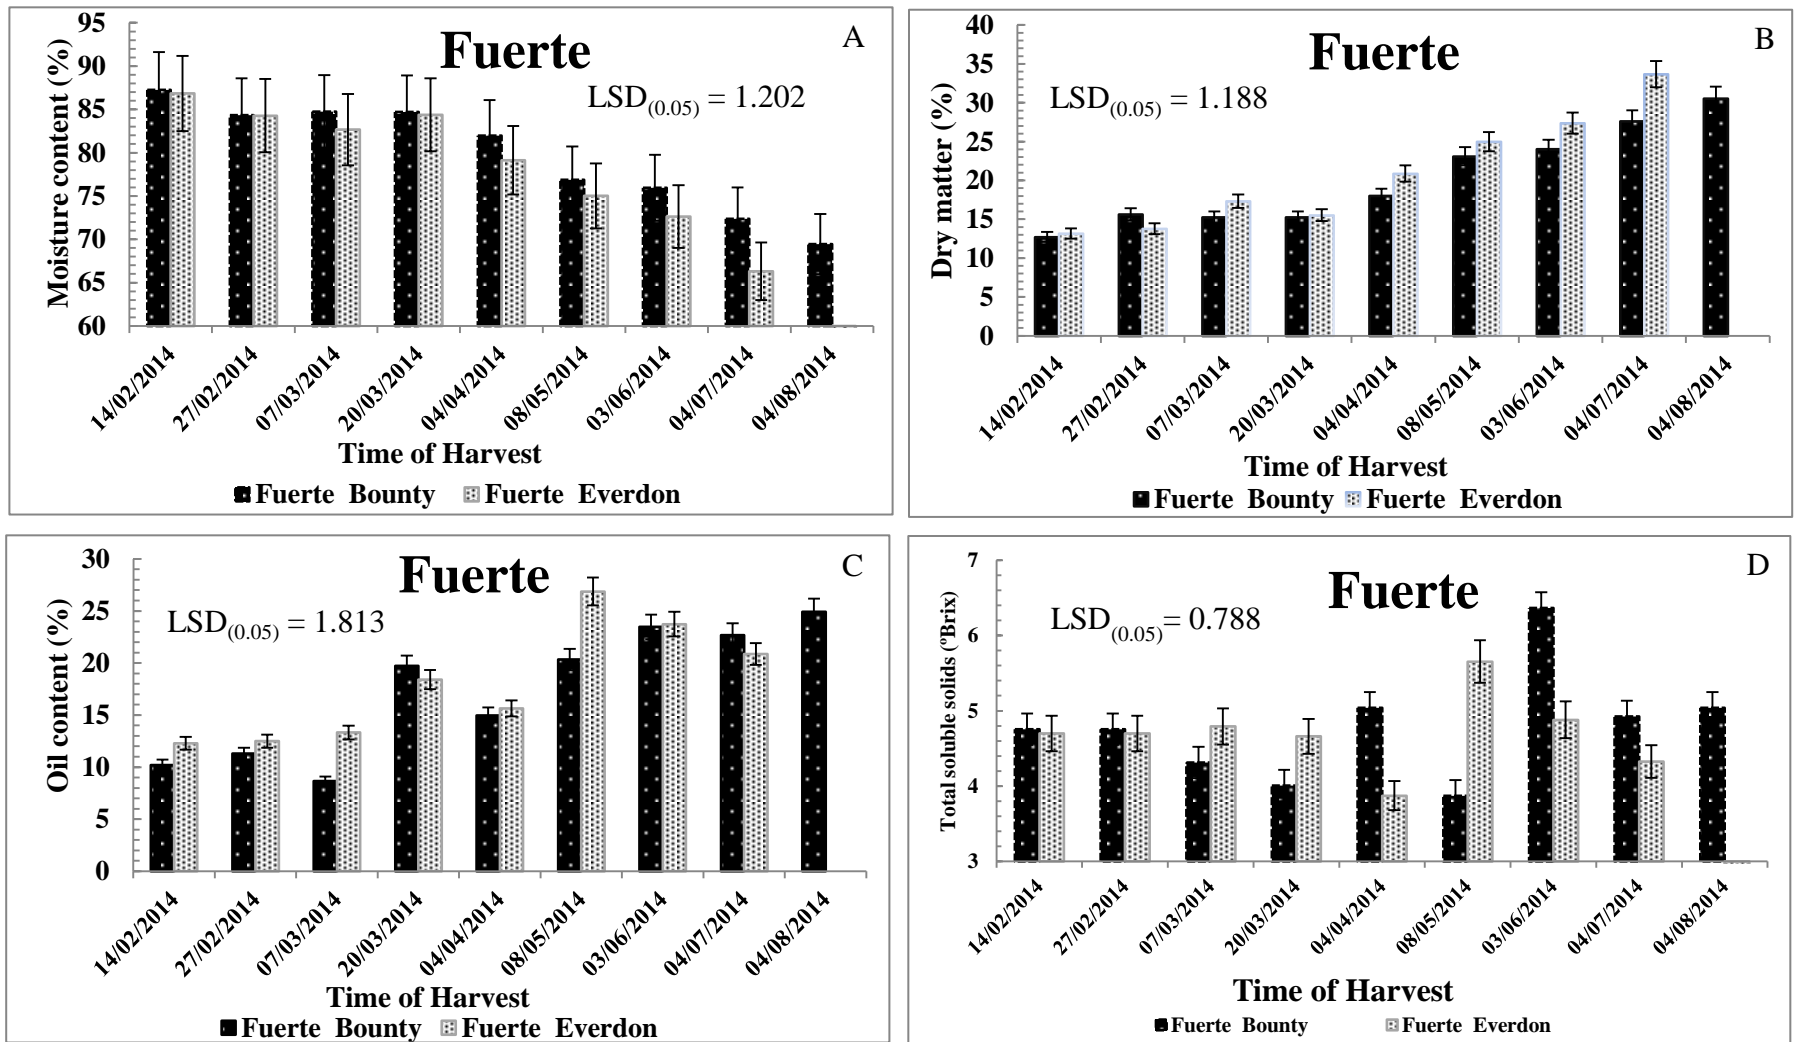 Fuerte
A
LSD(0.05) = 1.202
Moisture content (%)
95
90
85
80
75
70
65
60
14/02/2014
27/02/2014
07/03/2014
20/03/2014
04/04/2014
08/05/2014
03/06/2014
04/07/2014
04/08/2014
Time of Harvest
Fuerte Bounty Fuerte Everdon
Fuerte
B
LSD(0.05) = 1.188
Dry matter (%)
40
35
30
25
20
15
10
5
0
14/02/2014
27/02/2014
07/03/2014
20/03/2014
04/04/2014
08/05/2014
03/06/2014
04/07/2014
04/08/2014
Time of Harvest
Fuerte Bounty Fuerte Everdon
Fuerte
C
LSD(0.05) = 1.813
Oil content (%)
30
25
20
15
10
5
0
14/02/2014
27/02/2014
07/03/2014
20/03/2014
04/04/2014
08/05/2014
03/06/2014
04/07/2014
04/08/2014
Time of Harvest
Fuerte Bounty Fuerte Everdon
Fuerte
D
LSD(0.05)= 0.788
Total soluble solids (ºBrix)
7
6
5
4
3
14/02/2014
27/02/2014
07/03/2014
20/03/2014
04/04/2014
08/05/2014
03/06/2014
04/07/2014
04/08/2014
Time of Harvest
Fuerte Bounty Fuerte Everdon